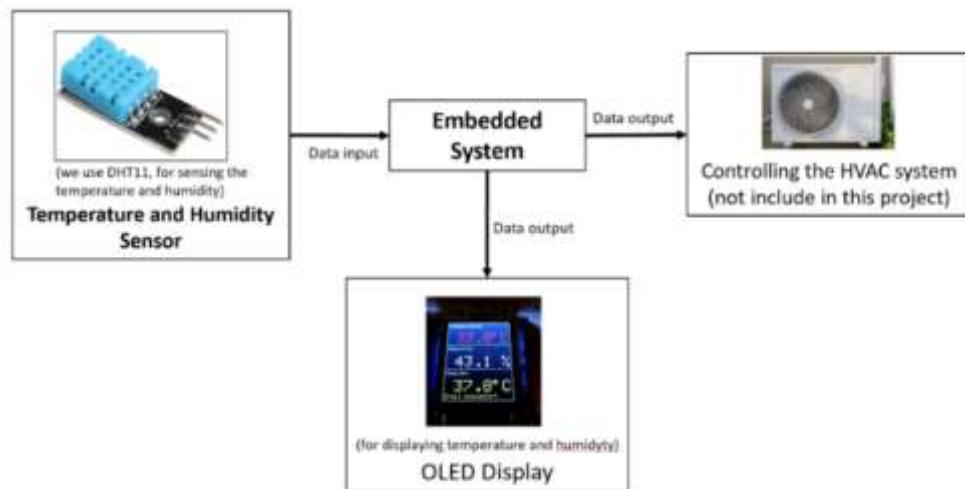 (we use DHT11, for sensing the
temperature and humidity)
Temperature and Humidity
Sensor
Data input
Embedded
System
Data output
Controlling the HVAC system
(not include in this project)
Data output
43.1 %
37.8°C
(for displaying temperature and humidyty)
OLED Display